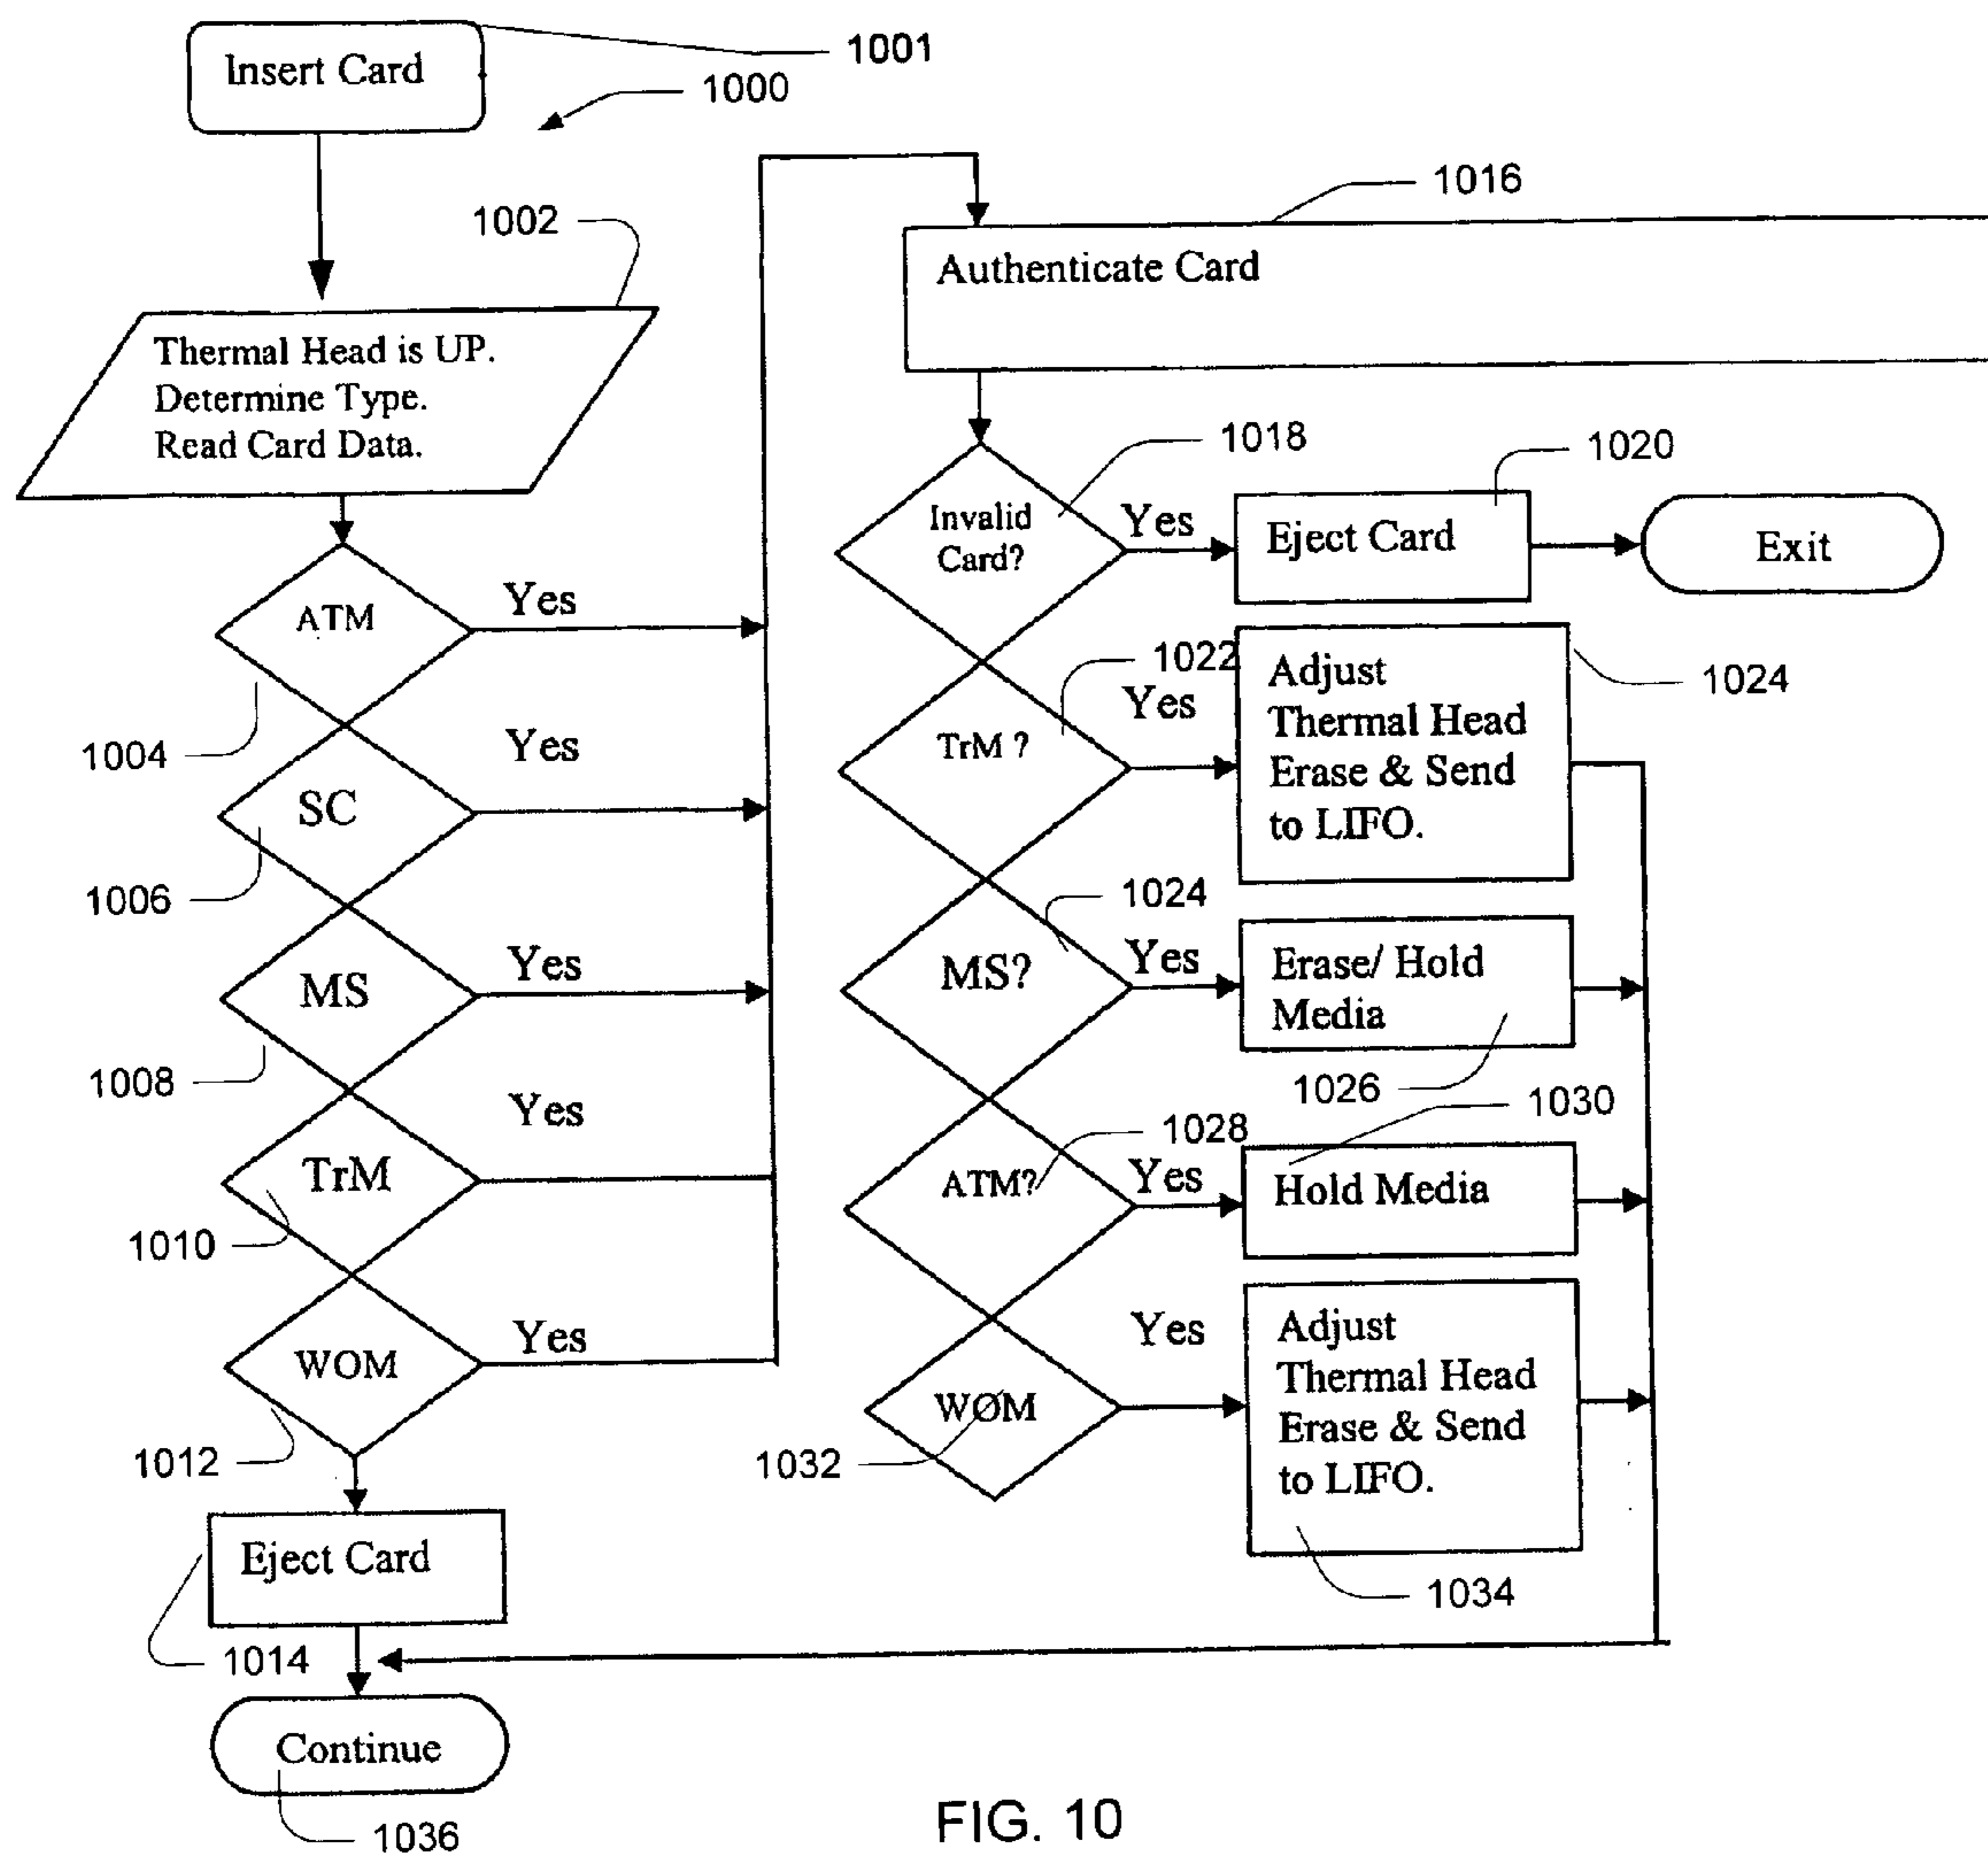 Insert Card
1001
1000
1002
Thermal Head is UP.
Determine Type.
Read Card Data.
ATM
Yes
1004
SC
Yes
1006
MS
Yes
1008
TrM
Yes
1010
WOM
Yes
1012
Eject Card
1014
Continue
1036
1016
Authenticate Card
1018
Invalid
Card?
Yes
1020
Eject Card
Exit
1022
TrM ?
Yes
Adjust
Thermal Head
Erase & Send
to LIFO.
1024
1024
MS?
Yes
Erase/ Hold
Media
1026
1028
ATM?
Yes
1030
Hold Media
WOM
1032
Yes
Adjust
Thermal Head
Erase & Send
to LIFO.
1034
FIG. 10